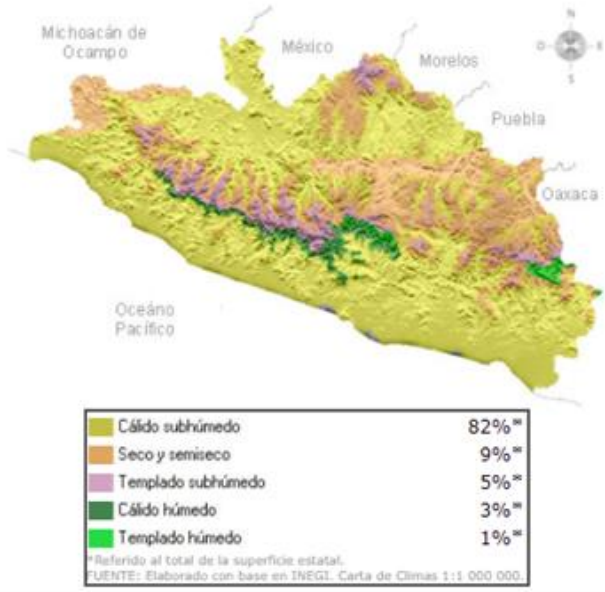 Michoacán de
Ocampo
México
Morelos
Puebla
Oaxaca
N
O
E
S
Oceáno
Pacífico
Cálido subhúmedo 82%*
Seco y semiseco 9%*
Templado subhúmedo 5%*
Cálido húmedo 3%*
Templado húmedo 1%*
*Referido al total de la superficie estatal.
FUENTE: Elaborado con base en INEGI. Carta de Climas 1:1 000 000.